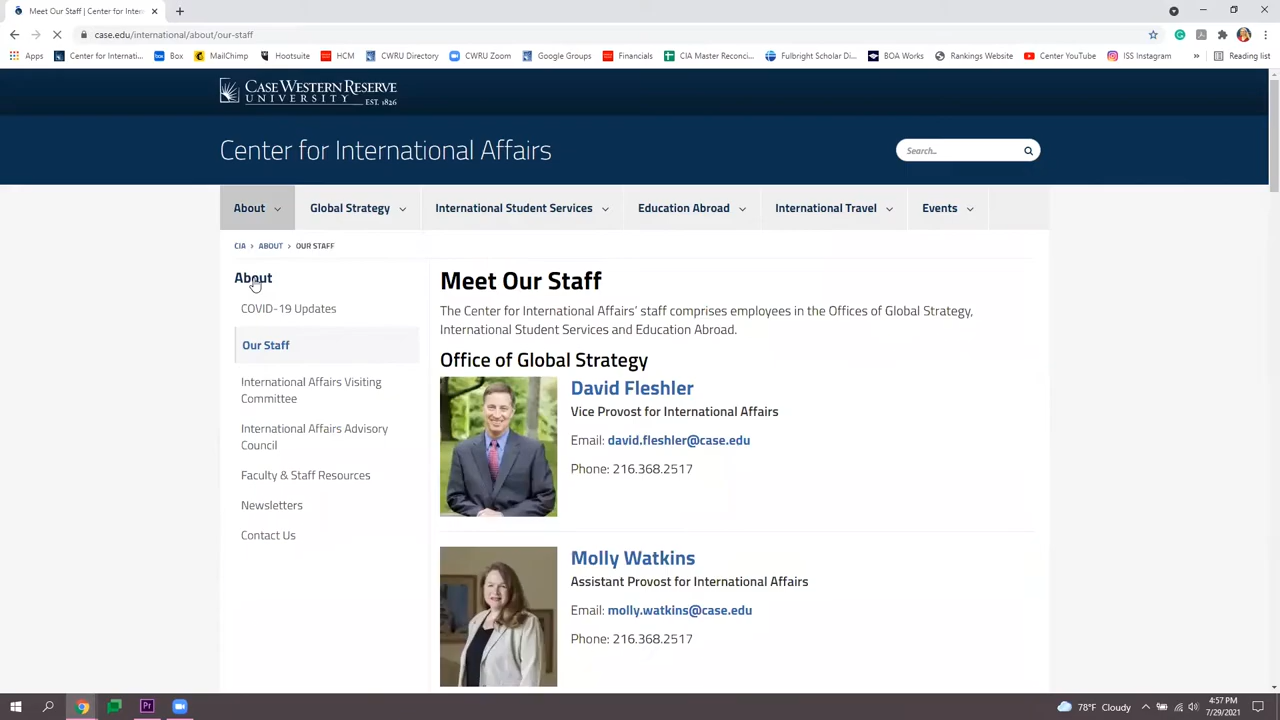 Meet Our Staff | Center for Inter
case.edu/international/about/our-staff
Apps
Center for Internati...
Box
MailChimp
Hootsuite
HCM
CWRU Directory
CWRU Zoom
Google Groups
Financials
CIA Master Reconci...
Fulbright Scholar Di...
BOA Works
Rankings Website
Center YouTube
ISS Instagram
»
Reading list
CASE WESTERN RESERVE
UNIVERSITY EST. 1826
Center for International Affairs
Search...
About
Global Strategy
International Student Services
Education Abroad
International Travel
Events
CIA > ABOUT > OUR STAFF
About
COVID-19 Updates
Our Staff
International Affairs Visiting
Committee
International Affairs Advisory
Council
Faculty & Staff Resources
Newsletters
Contact Us
Meet Our Staff
The Center for International Affairs' staff comprises employees in the Offices of Global Strategy,
International Student Services and Education Abroad.
Office of Global Strategy
David Fleshler
Vice Provost for International Affairs
Email: david.fleshler@case.edu
Phone: 216.368.2517
Molly Watkins
Assistant Provost for International Affairs
Email: molly.watkins@case.edu
Phone: 216.368.2517
Pr
78°F Cloudy
4:57 PM
7/29/2021